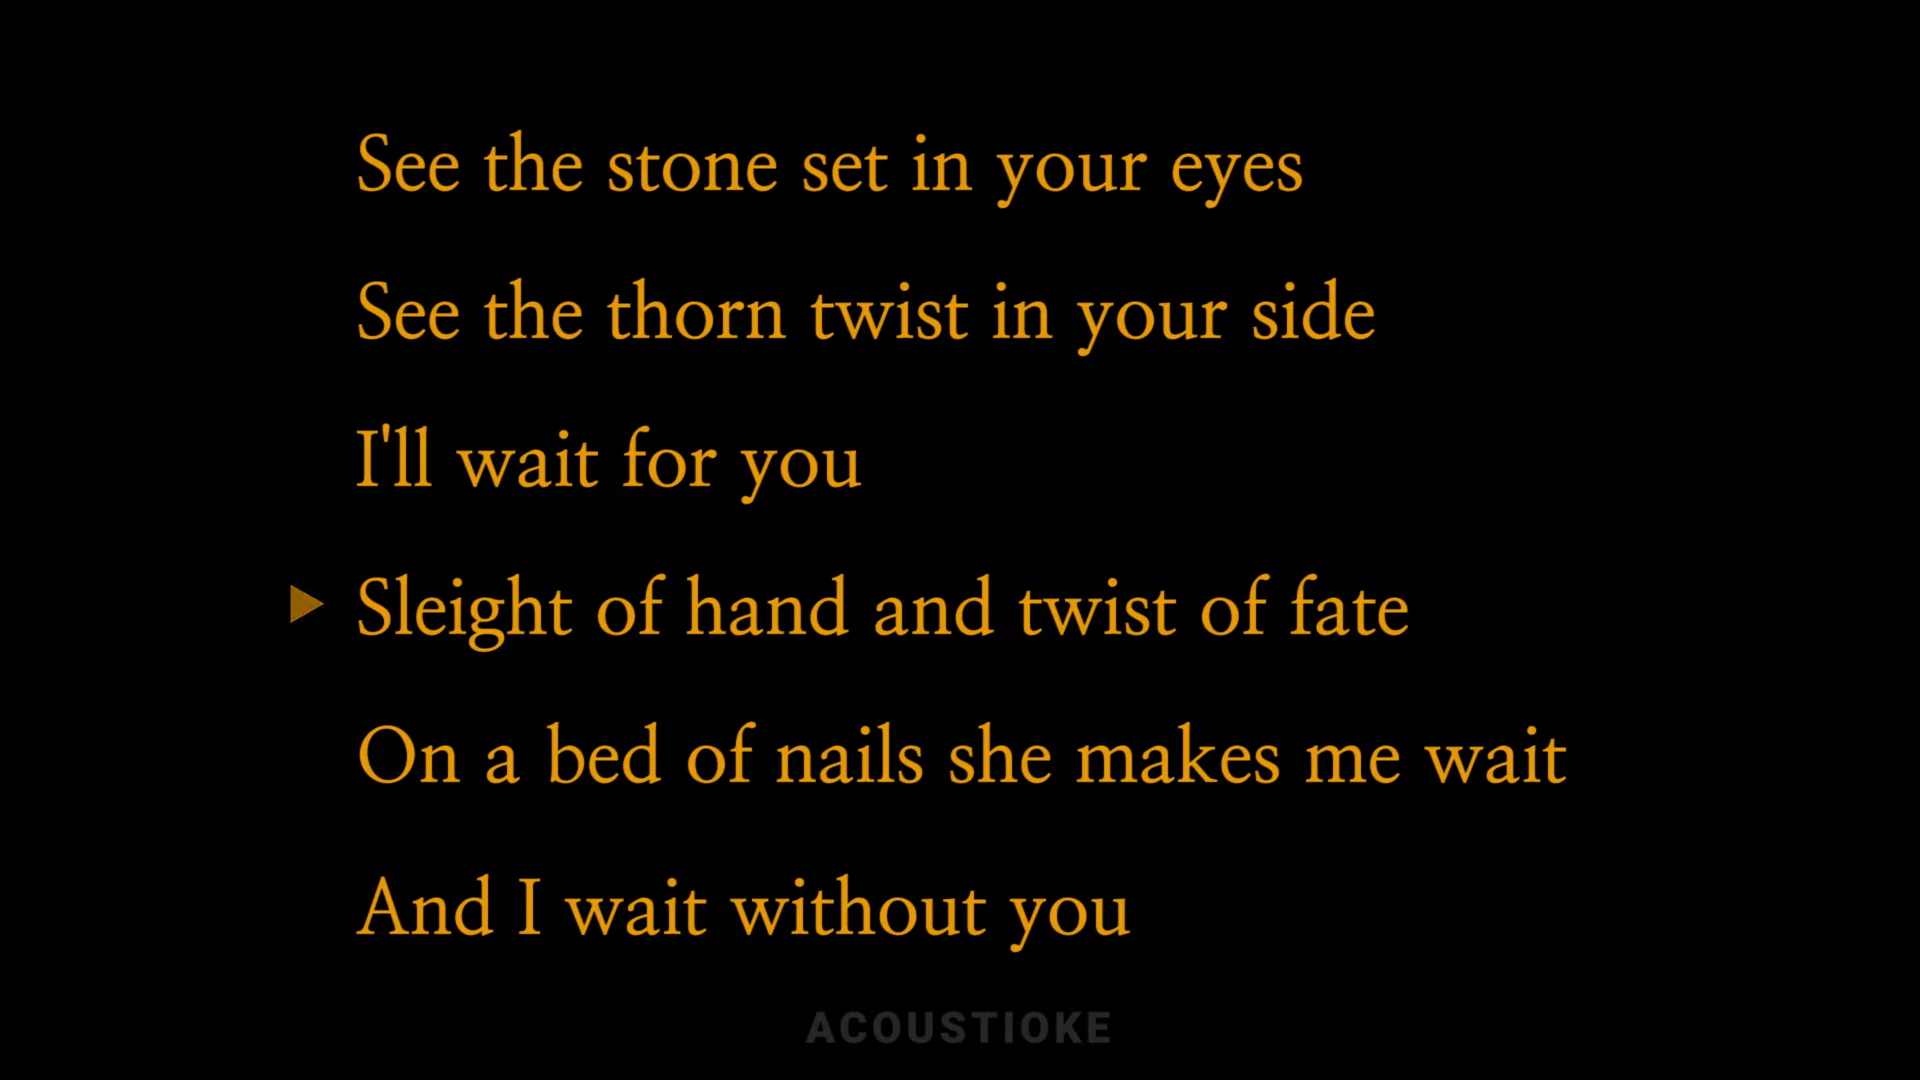 See the stone set in your eyes
See the thorn twist in your side
I'll wait for you
Sleight of hand and twist of fate
On a bed of nails she makes me wait
And I wait without you
ACOUSTIOKE